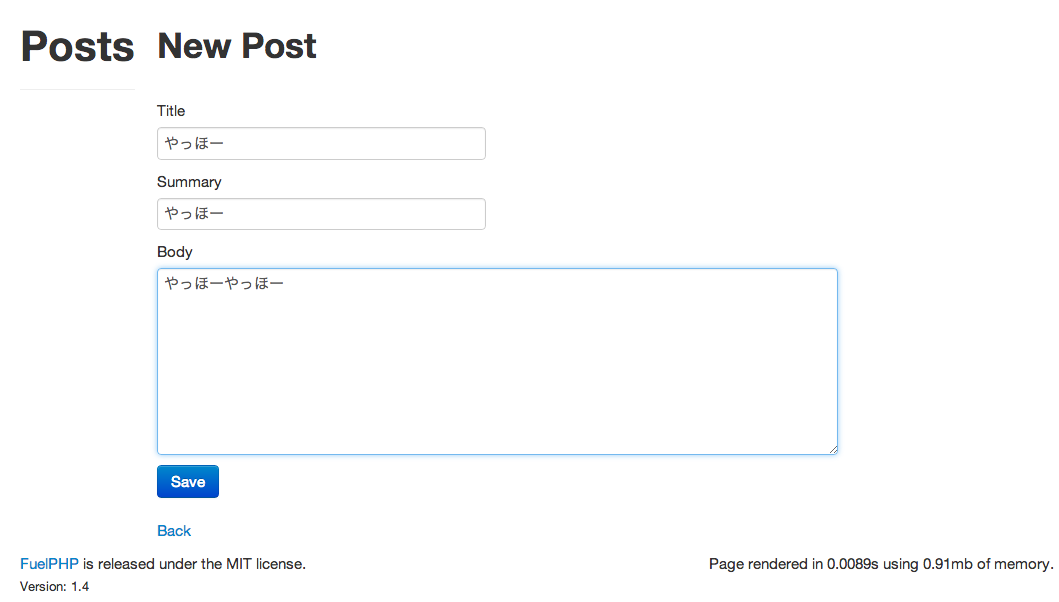 Posts
New Post
Title
やっほー
Summary
やっほー
Body
やっほーやっほー
Save
Back
FuelPHP is released under the MIT license.
Page rendered in 0.0089s using 0.91mb of memory.
Version: 1.4